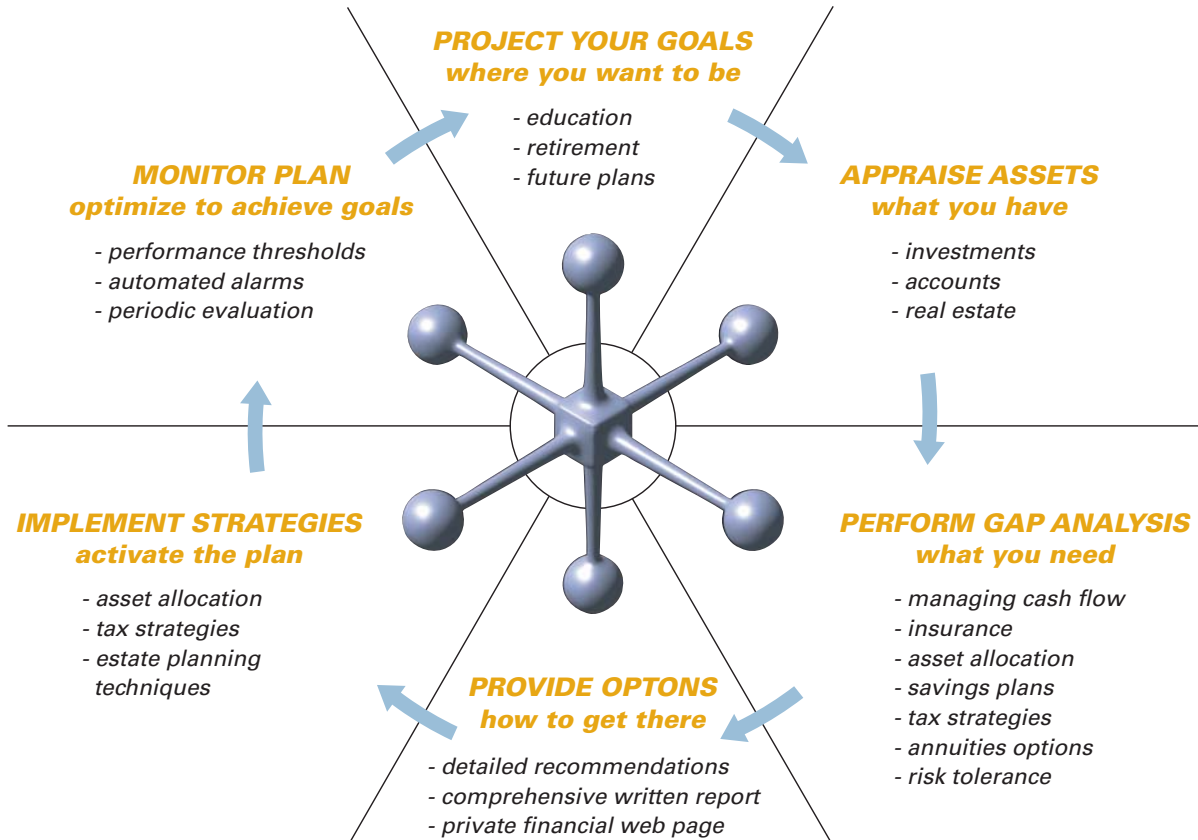 PROJECT YOUR GOALS
where you want to be
- education
- retirement
- future plans
APPRAISE ASSETS
what you have
- investments
- accounts
- real estate
PERFORM GAP ANALYSIS
what you need
- managing cash flow
- insurance
- asset allocation
- savings plans
- tax strategies
- annuities options
- risk tolerance
PROVIDE OPTONS
how to get there
- detailed recommendations
- comprehensive written report
- private financial web page
IMPLEMENT STRATEGIES
activate the plan
- asset allocation
- tax strategies
- estate planning
techniques
MONITOR PLAN
optimize to achieve goals
- performance thresholds
- automated alarms
- periodic evaluation